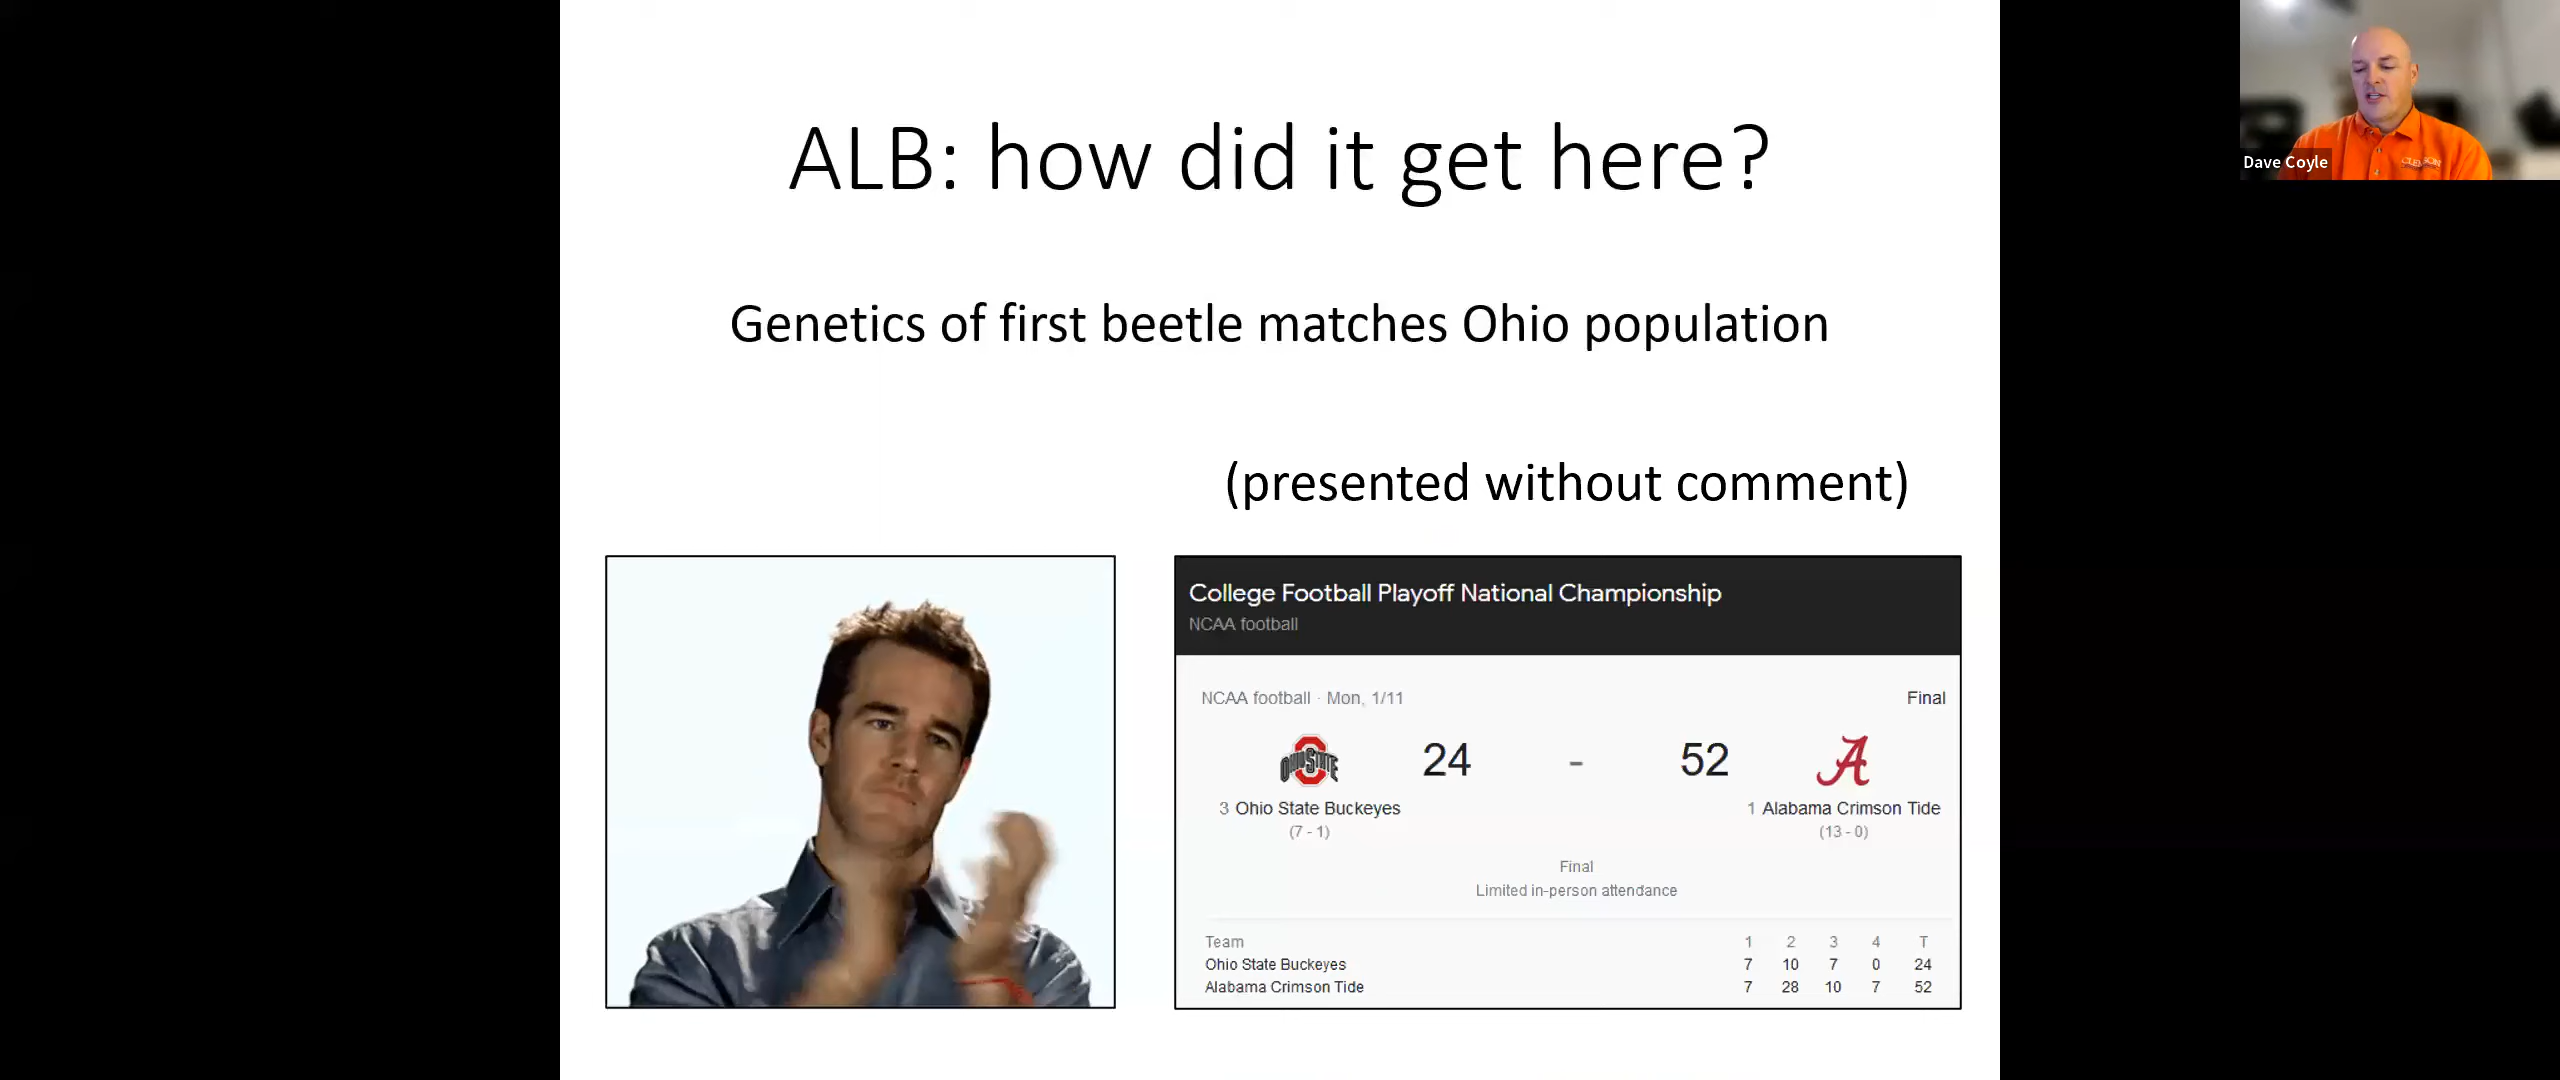 ALB: how did it get here?
Genetics of first beetle matches Ohio population
(presented without comment)
Dave Coyle
CLEMSON
College Football Playoff National Championship
NCAA football
NCAA football · Mon, 1/11 Final
OHIO STATE 24 - 52 A
3 Ohio State Buckeyes 1 Alabama Crimson Tide
(7 - 1) (13 - 0)
Final
Limited in-person attendance
Team 1 2 3 4 T
Ohio State Buckeyes 7 10 7 0 24
Alabama Crimson Tide 7 28 10 7 52